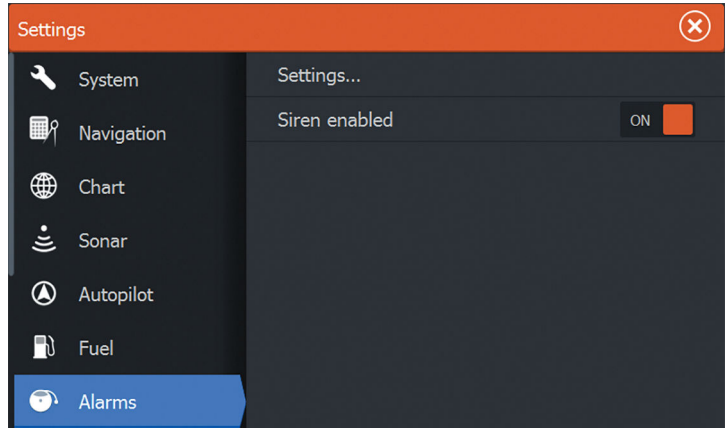 Settings
System
Navigation
Chart
Sonar
Autopilot
Fuel
Alarms
Settings...
Siren enabled
ON